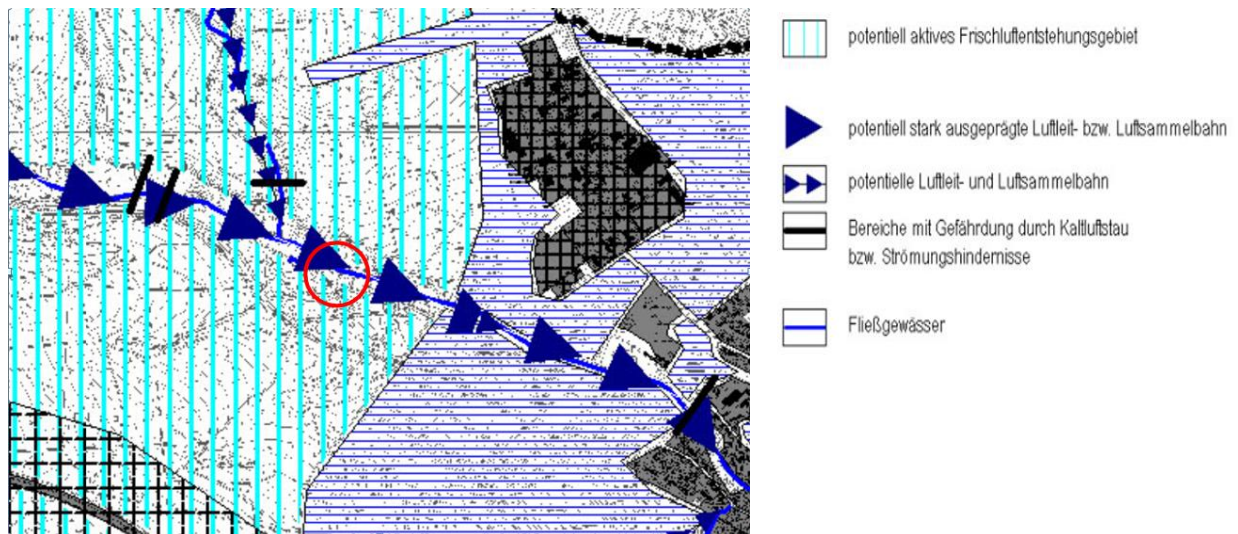 potentiell aktives Frischluftentstehungsgebiet
potentiell stark ausgeprägte Luftleit- bzw. Luftsammelbahn
potentielle Luftleit- und Luftsammelbahn
Bereiche mit Gefährdung durch Kaltluftstau
bzw. Strömungshindernisse
Fließgewässer